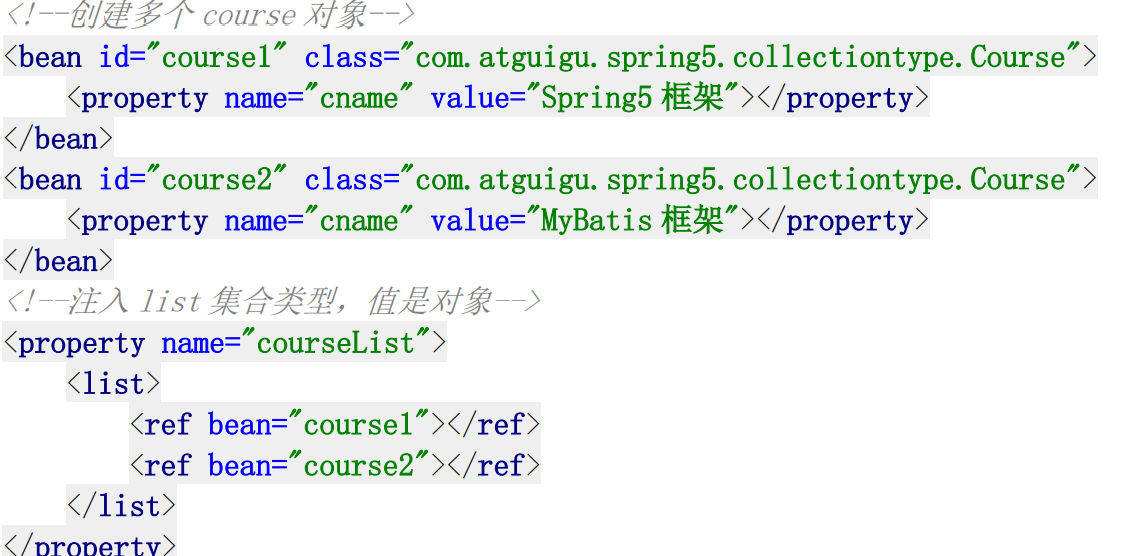 <!--创建多个 course 对象-->
<bean id="course1" class="com.atguigu.spring5.collectiontype.Course">
    <property name="cname" value="Spring5 框架"></property>
</bean>
<bean id="course2" class="com.atguigu.spring5.collectiontype.Course">
    <property name="cname" value="MyBatis 框架"></property>
</bean>
<!--注入 list 集合类型，值是对象-->
<property name="courseList">
    <list>
        <ref bean="course1"></ref>
        <ref bean="course2"></ref>
    </list>
</property>